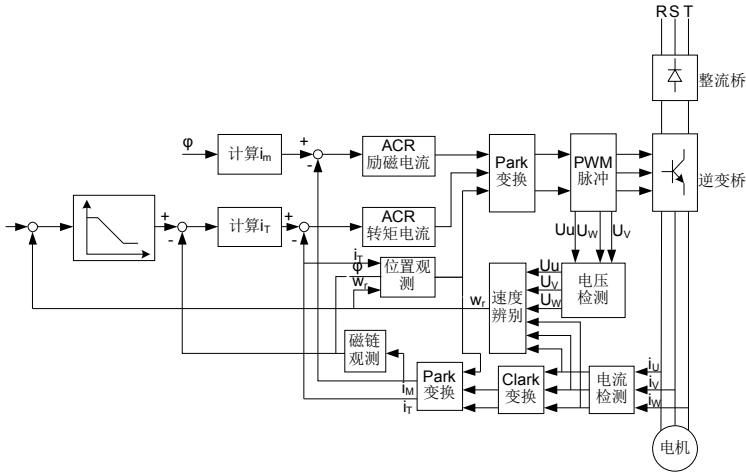 R S T
整流桥
φ
计算im
+
-
ACR
励磁电流
Park
变换
PWM
脉冲
逆变桥
+
-
计算iT
+
-
ACR
转矩电流
Uu
UW
UV
iT
φ
wr
位置观
测
wr
速度
辨别
Uu
UV
UW
电压
检测
-
磁链
观测
iM
iT
Park
变换
Clark
变换
电流
检测
iU
iV
iW
电机